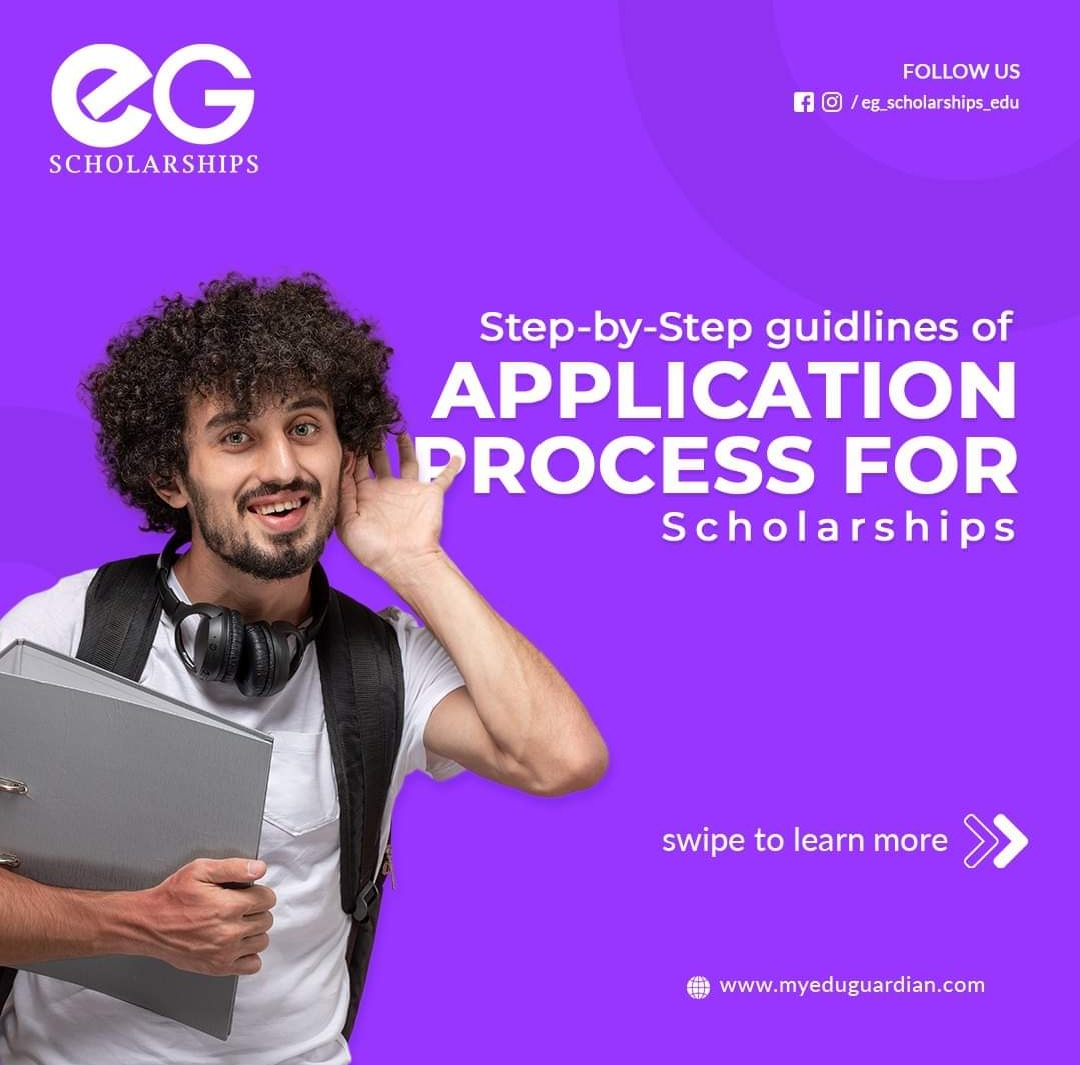 eG
SCHOLARSHIPS
FOLLOW US
/ eg_scholarships_edu
Step-by-Step guidlines of
APPLICATION
PROCESS FOR
Scholarships
swipe to learn more
www.myeduguardian.com